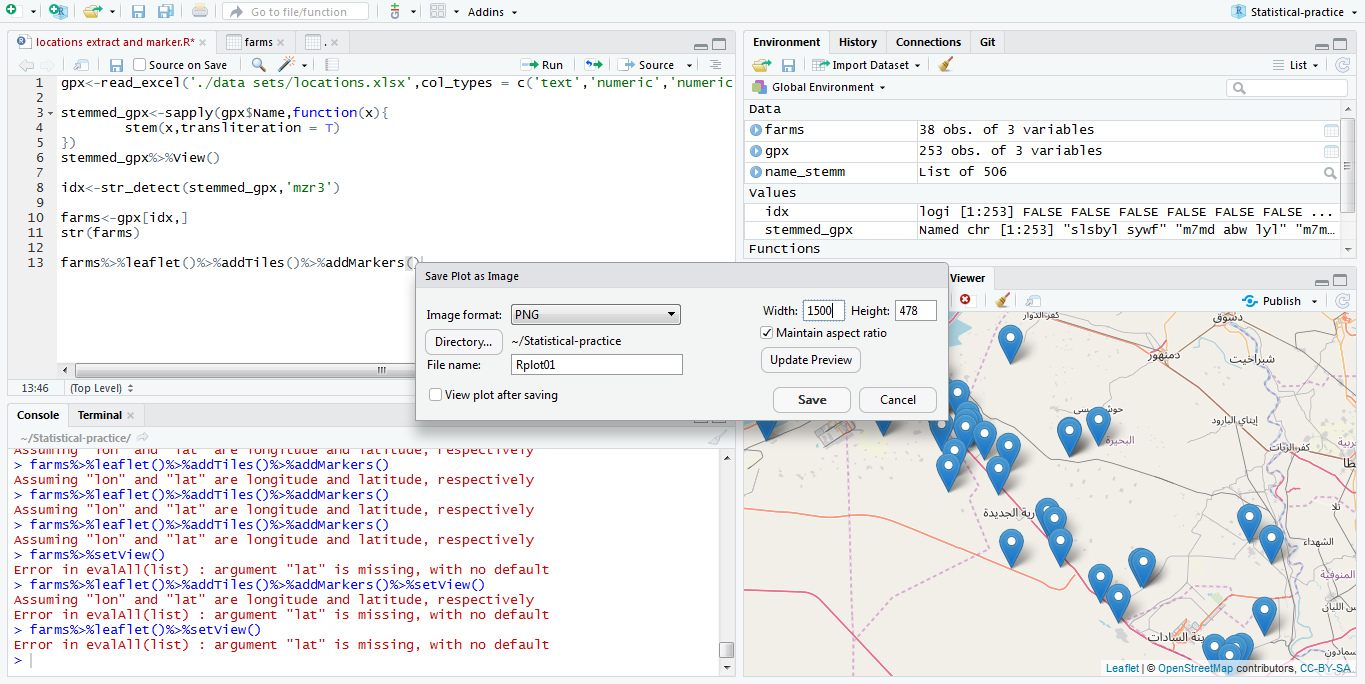 Go to file/function
Addins
Statistical-practice
locations extract and marker.R*
farms
.
Source on Save
Run
Source
1 gpx<-read_excel('./data sets/locations.xlsx',col_types = c('text','numeric','numeric
2
3 stemmed_gpx<-sapply(gpx$Name,function(x){
4 stem(x,transliteration = T)
5 })
6 stemmed_gpx%>%View()
7
8 idx<-str_detect(stemmed_gpx,'mzr3')
9
10 farms<-gpx[idx,]
11 str(farms)
12
13 farms%>%leaflet()%>%addTiles()%>%addMarkers()
13:46 (Top Level)
Environment History Connections Git
Import Dataset
List
Global Environment
Data
farms 38 obs. of 3 variables
gpx 253 obs. of 3 variables
name_stemm List of 506
Values
idx logi [1:253] FALSE FALSE FALSE FALSE FALSE FALSE ...
stemmed_gpx Named chr [1:253] "slsbyl sywf" "m7md abw lyl" "m7m…
Functions
Save Plot as Image
Image format: PNG
Directory... ~/Statistical-practice
File name: Rplot01
View plot after saving
Width: 1500 Height: 478
Maintain aspect ratio
Update Preview
Save
Cancel
Console Terminal
~/Statistical-practice/
Assuming "lon" and "lat" are longitude and latitude, respectively
> farms%>%leaflet()%>%addTiles()%>%addMarkers()
Assuming "lon" and "lat" are longitude and latitude, respectively
> farms%>%leaflet()%>%addTiles()%>%addMarkers()
Assuming "lon" and "lat" are longitude and latitude, respectively
> farms%>%leaflet()%>%addTiles()%>%addMarkers()
Assuming "lon" and "lat" are longitude and latitude, respectively
> farms%>%setView()
Error in evalAll(list) : argument "lat" is missing, with no default
> farms%>%leaflet()%>%addTiles()%>%addMarkers()%>%setView()
Assuming "lon" and "lat" are longitude and latitude, respectively
Error in evalAll(list) : argument "lat" is missing, with no default
> farms%>%leaflet()%>%setView()
Error in evalAll(list) : argument "lat" is missing, with no default
>
Viewer
Publish
كفر الدوار
دسوق
دمنهور
شبراخيت
إيتاي البارود
البحيرة
كفر الزيات
تلا
الشهداء
المنوفية
Leaflet | © OpenStreetMap contributors, CC-BY-SA